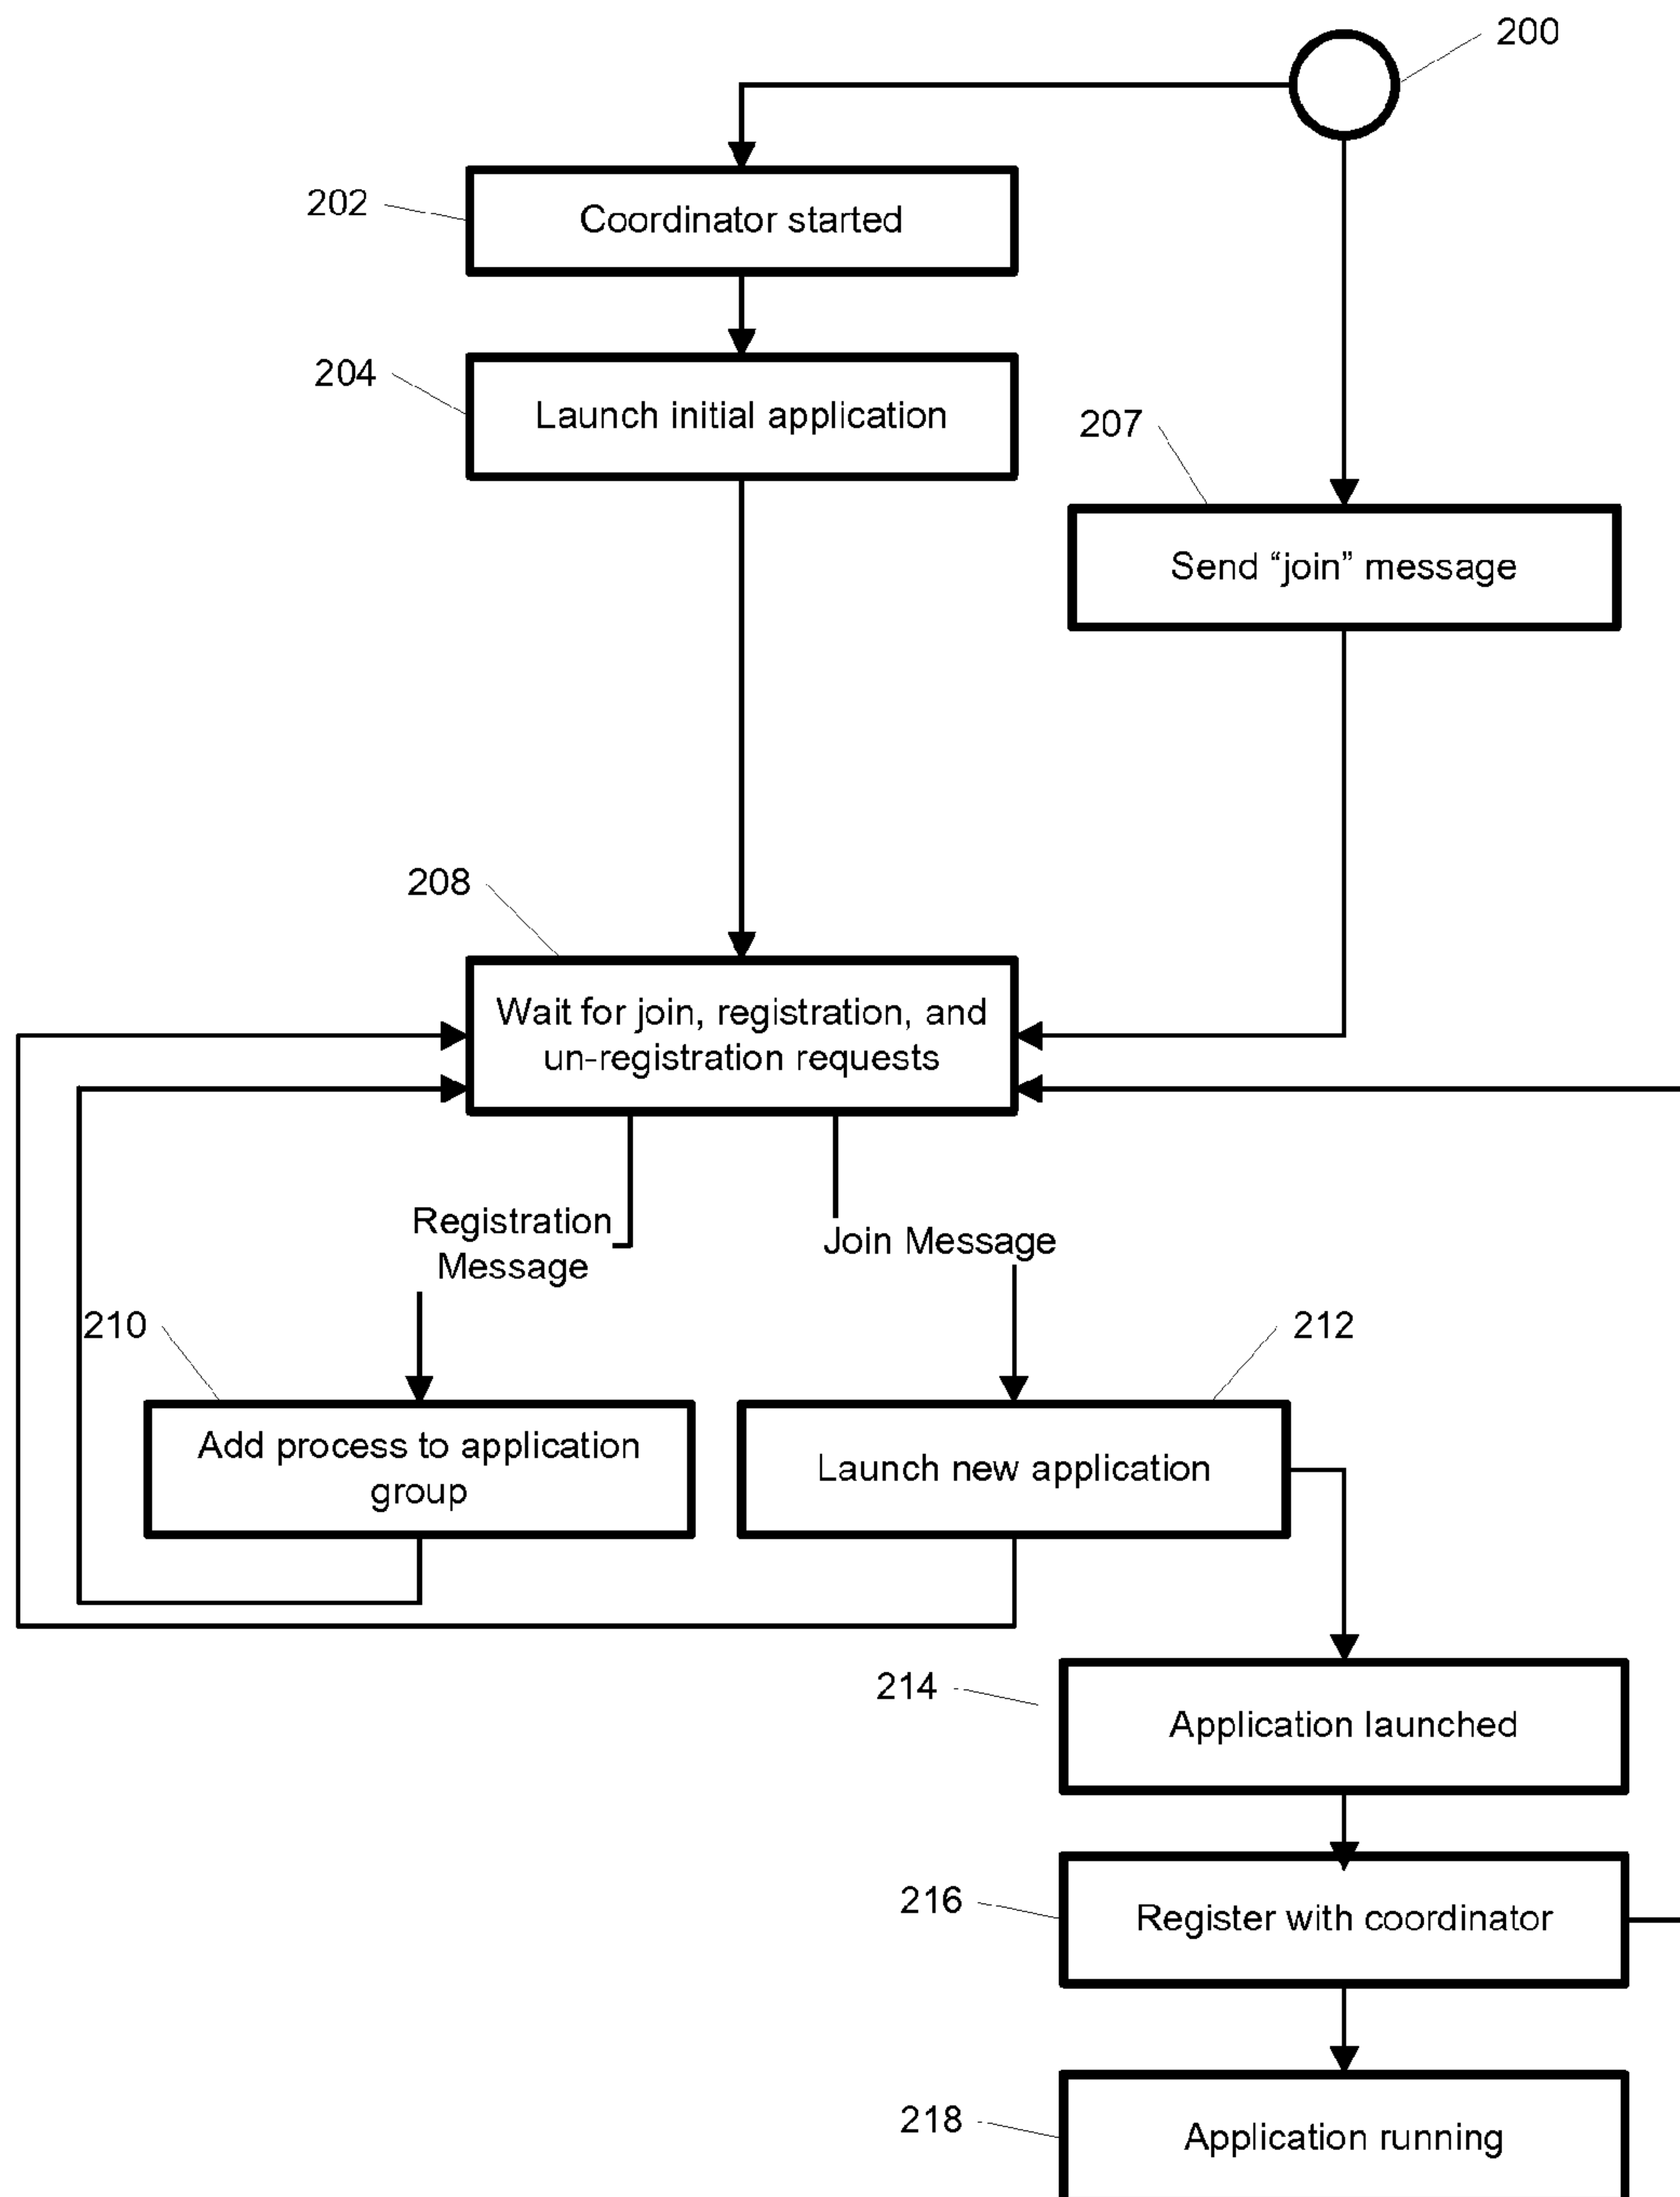 200
202
Coordinator started
204
Launch initial application
207
Send “join” message
208
Wait for join, registration, and
un-registration requests
Registration
Message
Join Message
210
212
Add process to application
group
Launch new application
214
Application launched
216
Register with coordinator
218
Application running